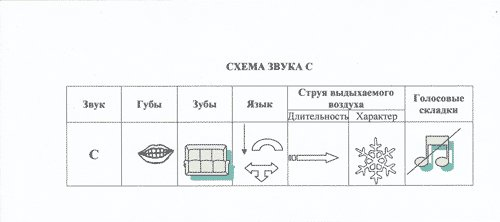 СХЕМА ЗВУКА С
Звук Губы Зубы Язык Струя выдыхаемого воздуха Голосовые складки
Длительность Характер
С